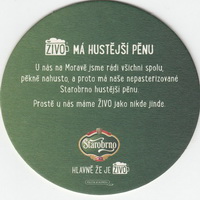 ŽIVO! MÁ HUSTĚJŠÍ PĚNU
U nás na Moravě jsme rádi všichni spolu,
pěkně nahusto, a proto má naše nepasterizované
Starobrno hustější pěnu.
Prostě u nás máme ŽIVO jako nikde jinde.
Starobrno
HLAVNĚ ŽE JE ŽIVO!